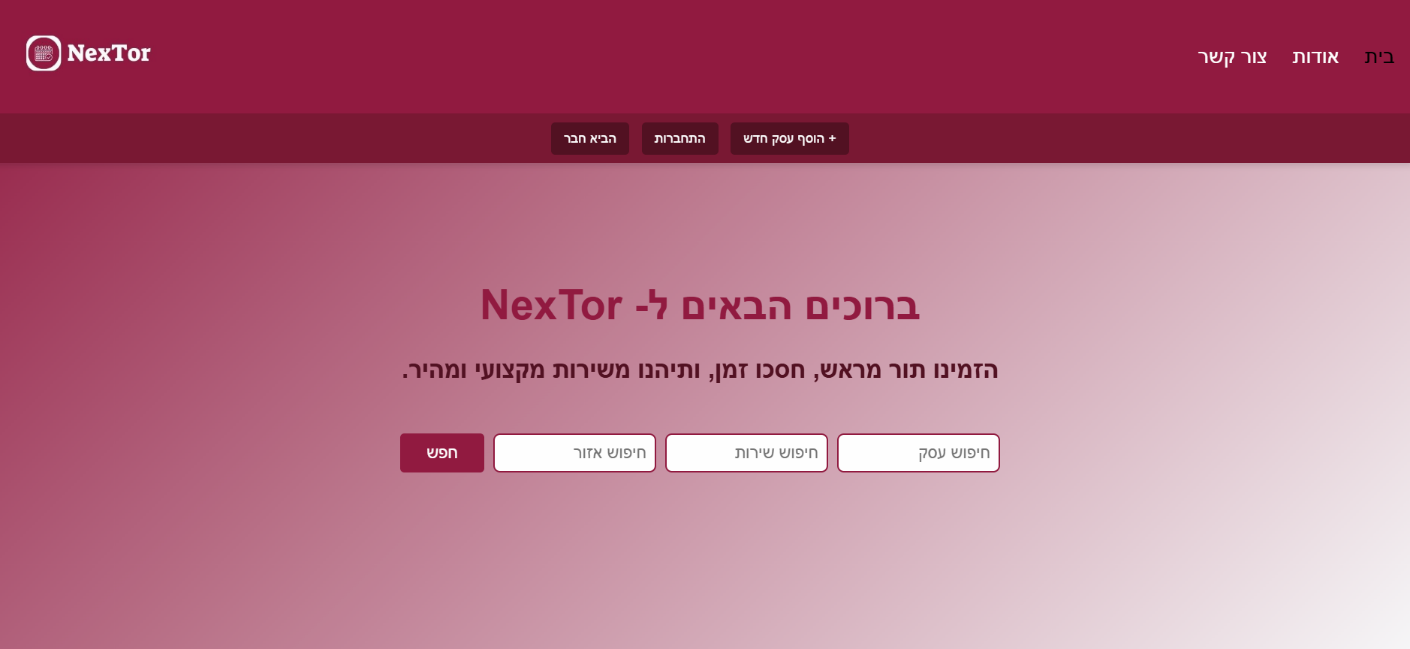 NexTor
בית אודות צור קשר
+ הוסף עסק חדש התחברות הביא חבר
ברוכים הבאים ל- NexTor
הזמינו תור מראש, חסכו זמן, ותיהנו משירות מקצועי ומהיר.
חיפוש עסק חיפוש שירות חיפוש אזור חפש